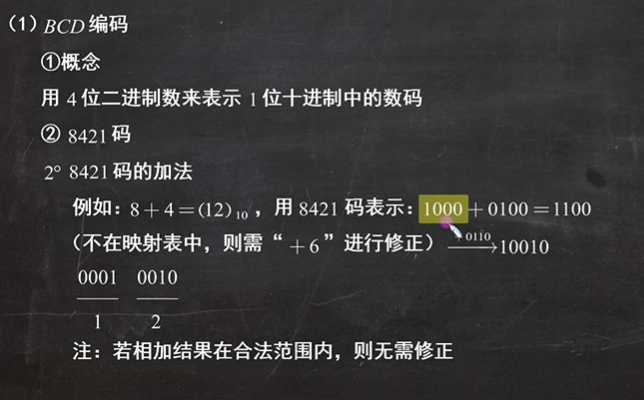 (1) BCD 编码
①概念
用 4 位二进制数来表示 1 位十进制中的数码
② 8421 码
2° 8421 码的加法
例如：8 + 4 = (12)₁₀ ，用 8421 码表示：1000 + 0100 = 1100
（不在映射表中，则需“ + 6 ”进行修正） +0110→10010
0001 0010
1 2
注：若相加结果在合法范围内，则无需修正